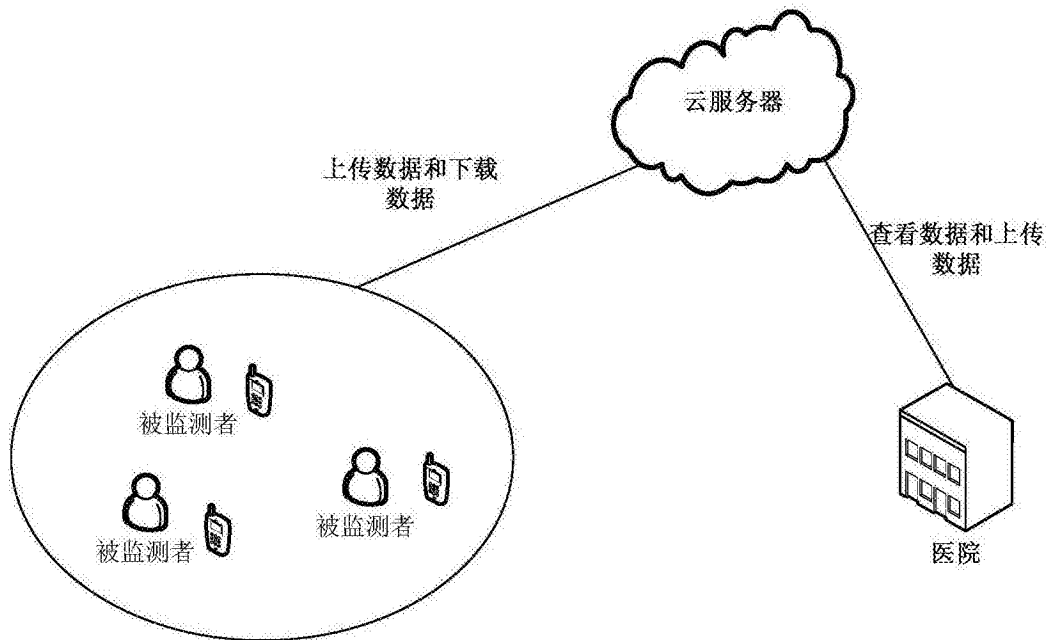 云服务器
上传数据和下载
数据
查看数据和上传
数据
被监测者
被监测者
被监测者
医院